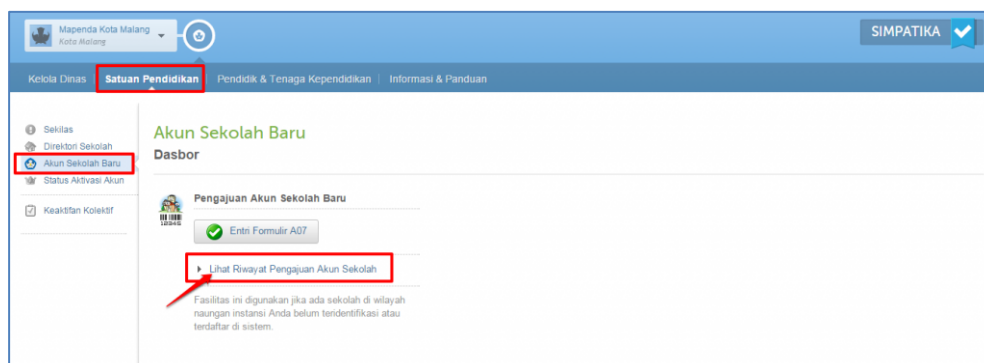 Mapenda Kota Malang
Kota Malang
SIMPATIKA
Kelola Dinas
Satuan Pendidikan
Pendidik & Tenaga Kependidikan
Informasi & Panduan
Sekilas
Direktori Sekolah
Akun Sekolah Baru
Status Aktivasi Akun
Keaktifan Kolektif
Akun Sekolah Baru
Dasbor
Pengajuan Akun Sekolah Baru
Entri Formulir A07
Lihat Riwayat Pengajuan Akun Sekolah
Fasilitas ini digunakan jika ada sekolah di wilayah
naungan instansi Anda belum teridentifikasi atau
terdaftar di sistem.